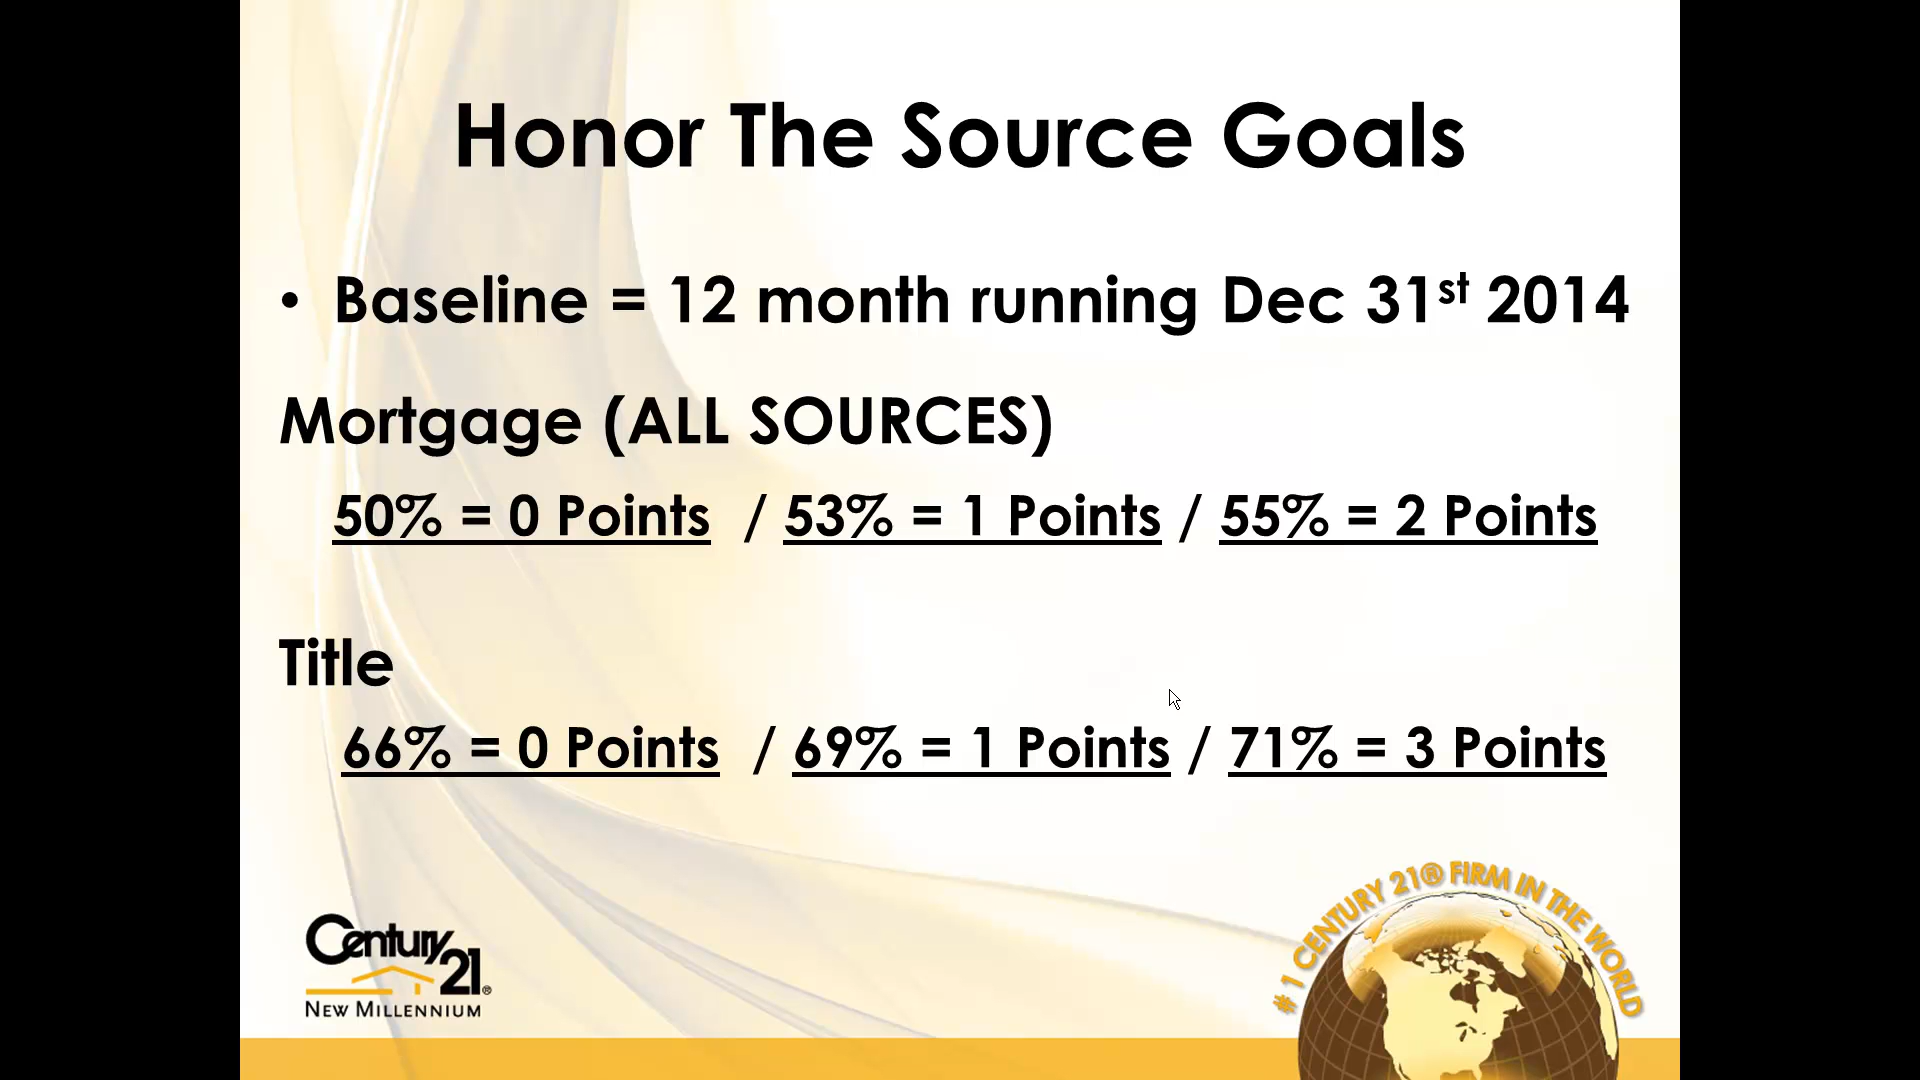 Honor The Source Goals
• Baseline = 12 month running Dec 31st 2014
Mortgage (ALL SOURCES)
50% = 0 Points / 53% = 1 Points / 55% = 2 Points
Title
66% = 0 Points / 69% = 1 Points / 71% = 3 Points
Century 21®
NEW MILLENNIUM
# 1 CENTURY 21® FIRM IN THE WORLD